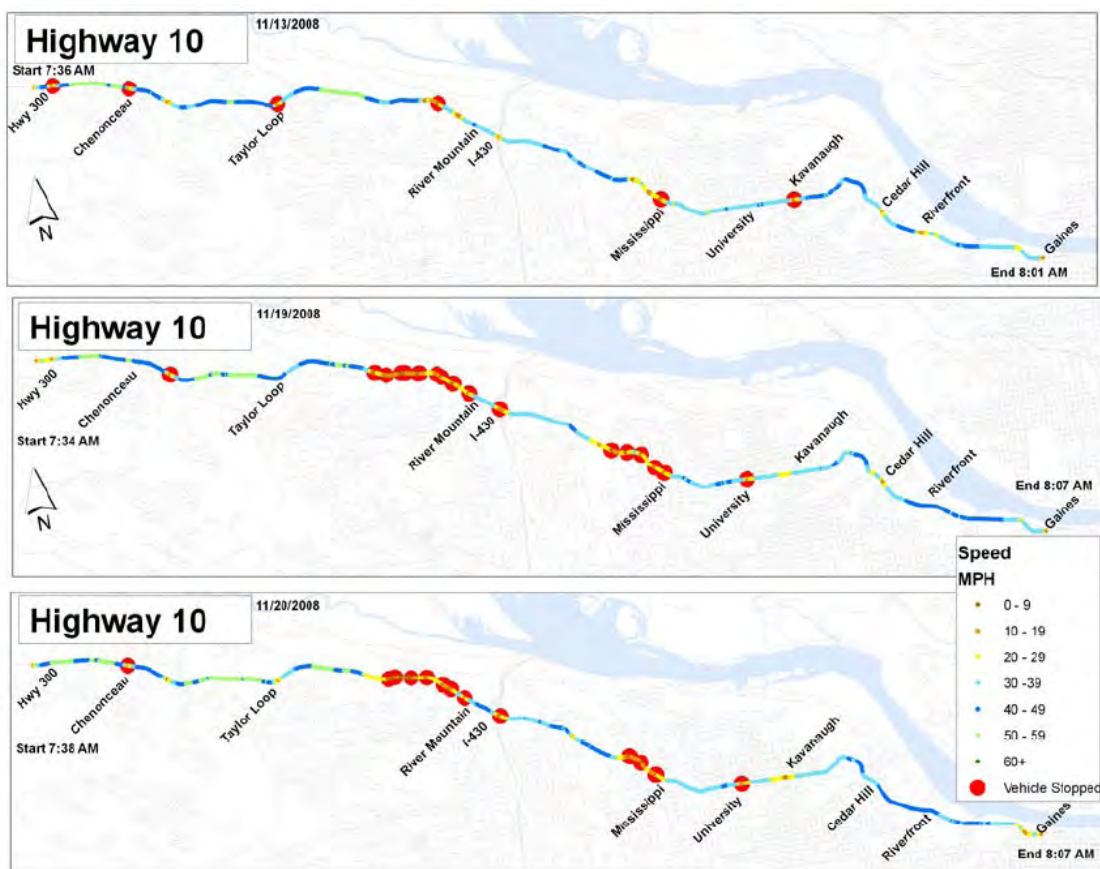 Highway 10
11/13/2008
Start 7:36 AM
Hwy 300
Chenonceau
Taylor Loop
River Mountain
I-430
Mississippi
University
Kavanaugh
Cedar Hill
Riverfront
Gaines
End 8:01 AM
N
Highway 10
11/19/2008
Hwy 300
Chenonceau
Taylor Loop
River Mountain
I-430
Mississippi
University
Kavanaugh
Cedar Hill
Riverfront
Gaines
Start 7:34 AM
End 8:07 AM
N
Speed
MPH
0 - 9
10 - 19
20 - 29
30 -39
40 - 49
50 - 59
60+
Vehicle Stopped
Highway 10
11/20/2008
Hwy 300
Chenonceau
Taylor Loop
River Mountain
I-430
Mississippi
University
Kavanaugh
Cedar Hill
Riverfront
Gaines
Start 7:38 AM
End 8:07 AM
N